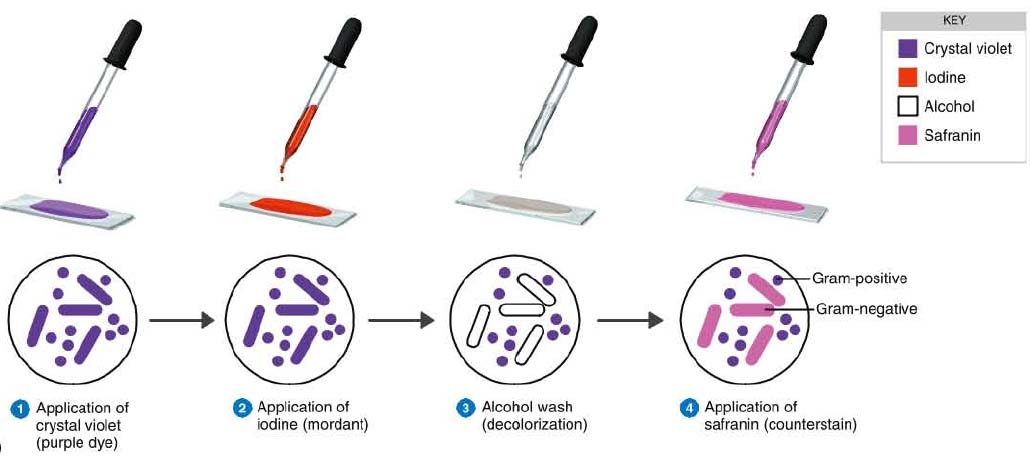 KEY
Crystal violet
Iodine
Alcohol
Safranin
Gram-positive
Gram-negative
1 Application of
crystal violet
(purple dye)
2 Application of
iodine (mordant)
3 Alcohol wash
(decolorization)
4 Application of
safranin (counterstain)